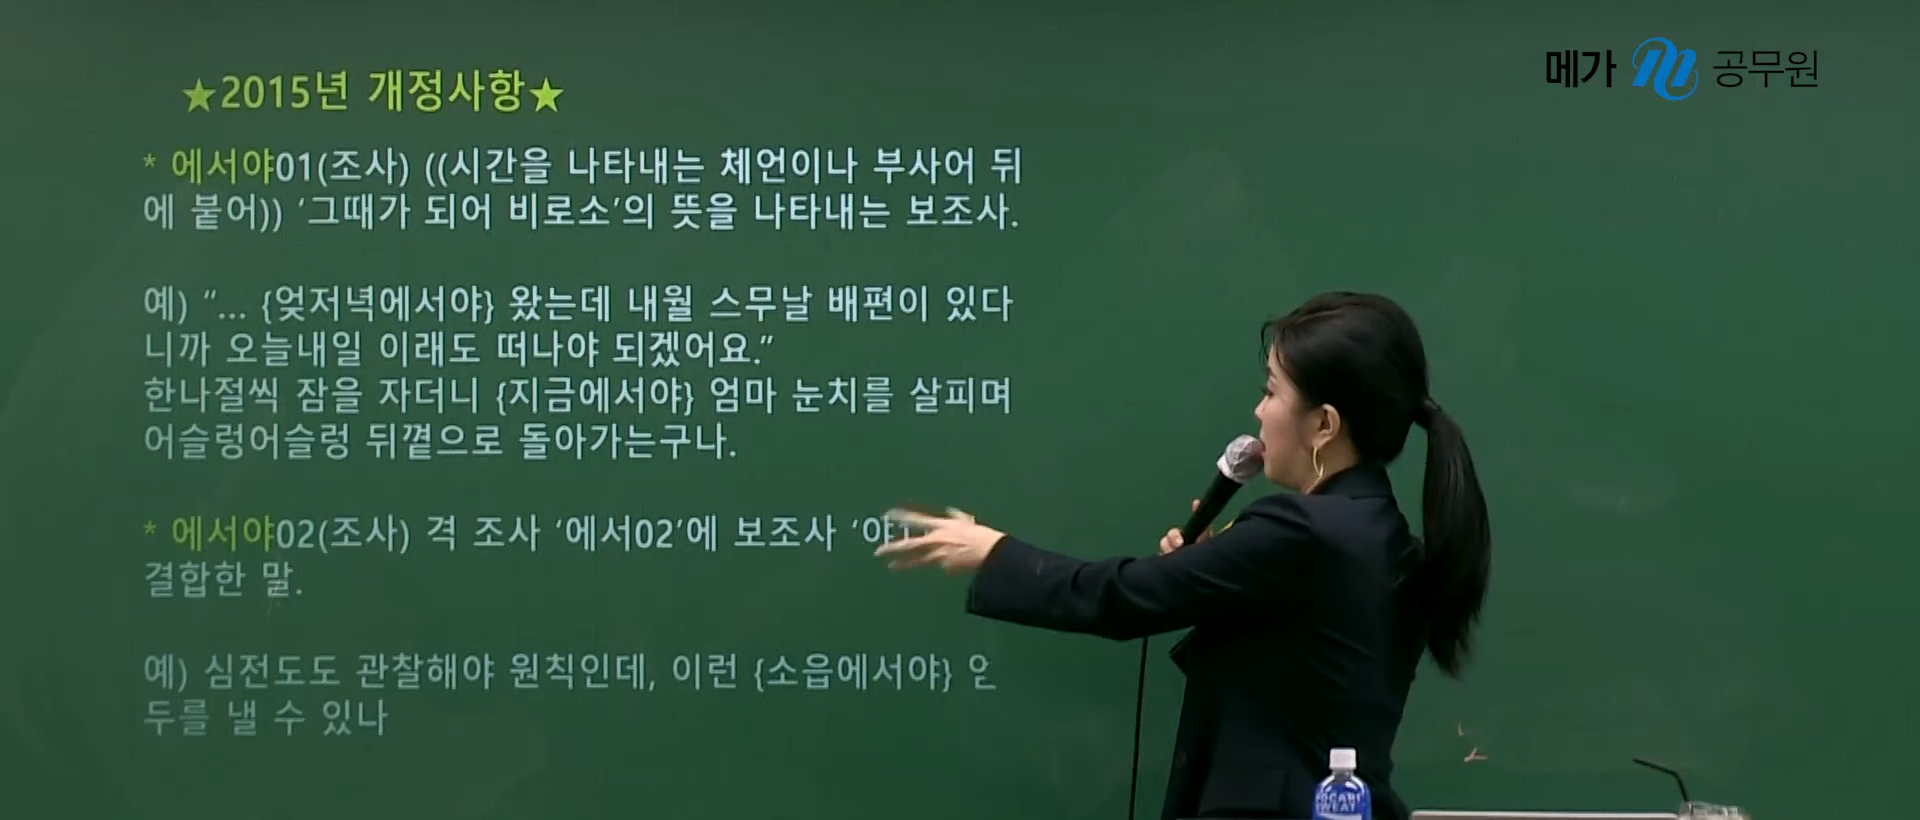 메가 공무원
★2015년 개정사항★
* 에서야01(조사) ((시간을 나타내는 체언이나 부사어 뒤
에 붙어)) ‘그때가 되어 비로소’의 뜻을 나타내는 보조사.
예) “... {엊저녁에서야} 왔는데 내월 스무날 배편이 있다
니까 오늘내일 이래도 떠나야 되겠어요.”
한나절씩 잠을 자더니 {지금에서야} 엄마 눈치를 살피며
어슬렁어슬렁 뒤꼍으로 돌아가는구나.
* 에서야02(조사) 격 조사 ‘에서02’에 보조사 ‘야
결합한 말.
예) 심전도도 관찰해야 원칙인데, 이런 {소읍에서야} 언
두를 낼 수 있나
POCARI
SWEAT